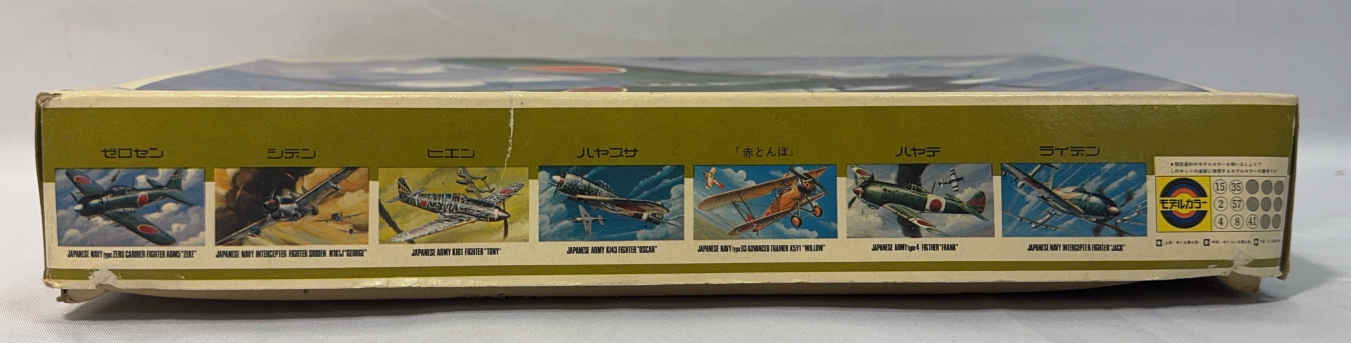 ゼロセン
シデン
ヒエン
ハヤブサ
「赤とんぼ」
ハヤテ
ライデン
JAPANESE NAVY type ZERO CARRIER FIGHTER A6M5 "ZEKE"
JAPANESE NAVY INTERCEPTER FIGHTER SHIDEN N1K1-J "GEORGE"
JAPANESE ARMY KI61 FIGHTER "TONY"
JAPANESE ARMY Ki43 FIGHTER "OSCAR"
JAPANESE NAVY Type 93 ADVANCED TRAINER K5Y1 "WILLOW"
JAPANESE ARMY Type 4 FIGTHER "FRANK"
JAPANESE NAVY INTERCEPTER FIGHTER "JACK"
モデルカラー
15 35
2 57
4 8 41